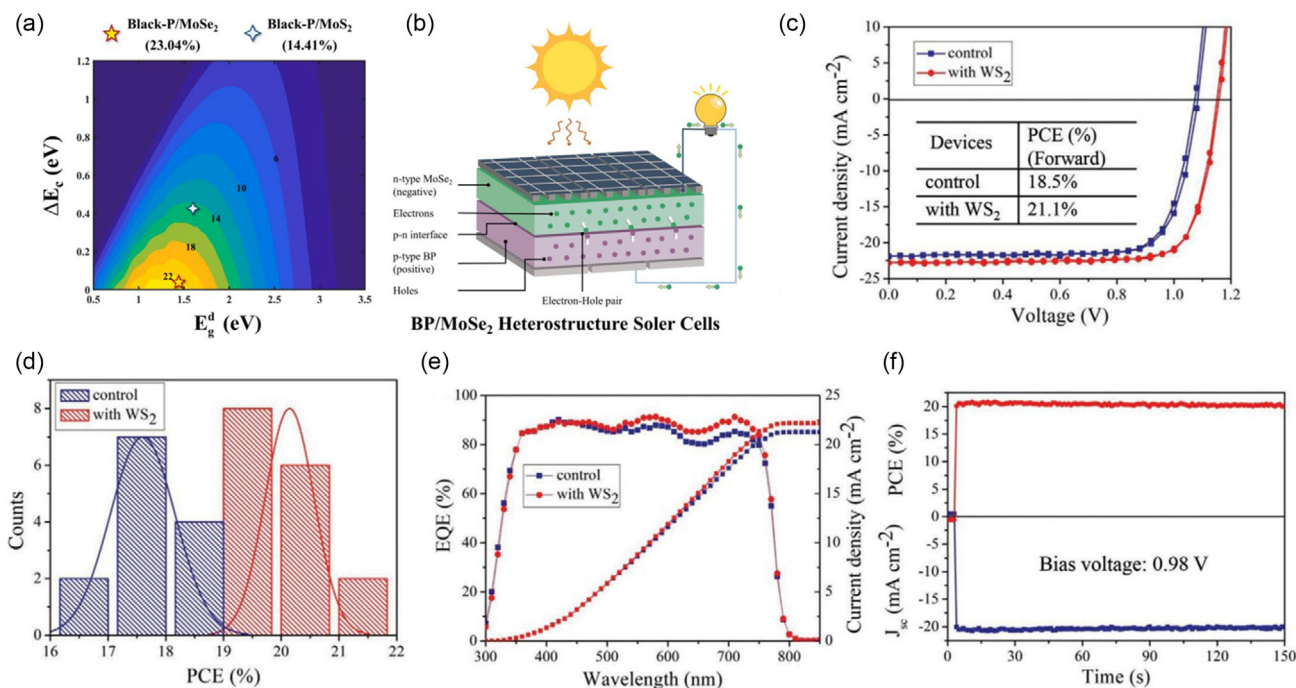 (a)
Black-P/MoSe2
(23.04%)
Black-P/MoS2
(14.41%)
1.2
1
0.8
0.6
0.4
0.2
0
ΔEc (eV)
6
10
14
18
22
0.5
1
1.5
2
2.5
3
3.5
E_g^d (eV)
(b)
n-type MoSe2
(negative)
Electrons
p-n interface
p-type BP
(positive)
Holes
Electron-Hole pair
BP/MoSe2 Heterostructure Soler Cells
(c)
10
5
0
-5
-10
-15
-20
-25
Current density (mA cm-2)
control
with WS2
Devices PCE (%)
(Forward)
control 18.5%
with WS2 21.1%
0.0 0.2 0.4 0.6 0.8 1.0 1.2
Voltage (V)
(d)
8
6
4
2
0
Counts
control
with WS2
16 17 18 19 20 21 22
PCE (%)
(e)
100
90
80
70
60
50
40
30
20
10
0
EQE (%)
control
with WS2
25
20
15
10
5
0
Current density (mA cm-2)
300 400 500 600 700 800
Wavelength (nm)
(f)
20
10
0
-10
-20
PCE (%)
Jsc (mA cm-2)
Bias voltage: 0.98 V
0 30 60 90 120 150
Time (s)